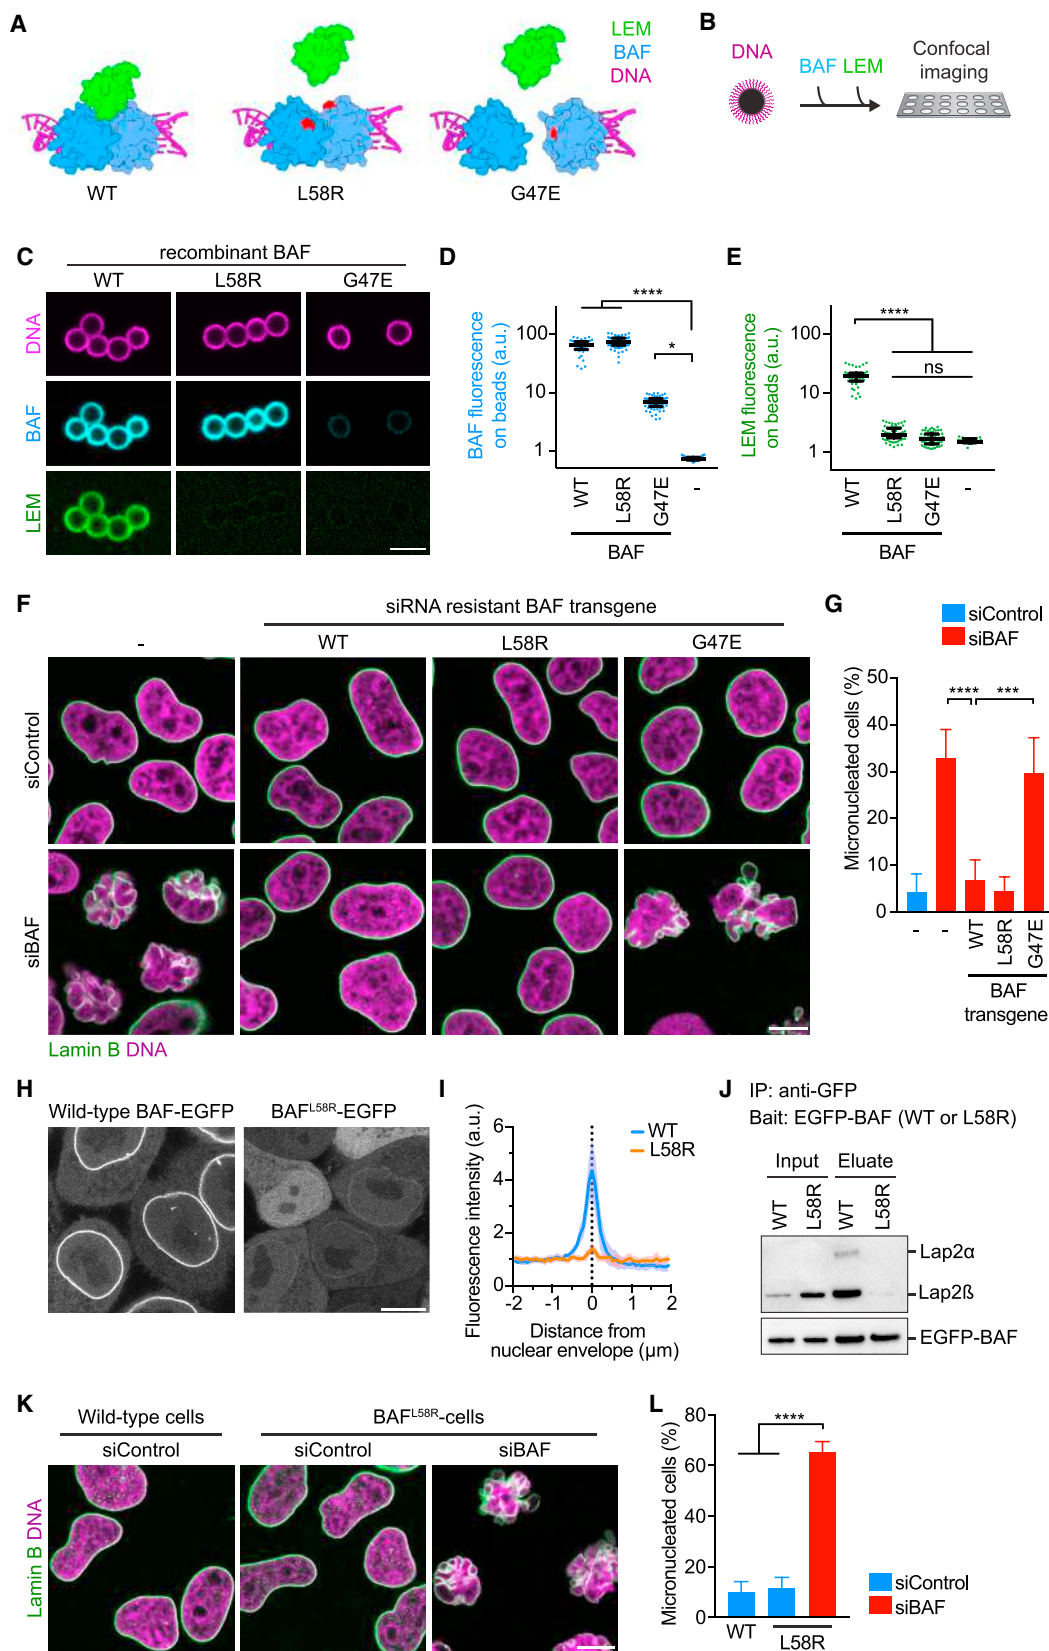 A
LEM
BAF
DNA
WT
L58R
G47E
B
DNA
BAF LEM
Confocal
imaging
C
recombinant BAF
WT
L58R
G47E
DNA
BAF
LEM
D
BAF fluorescence
on beads (a.u.)
100
10
1
****
*
WT
L58R
G47E
-
BAF
E
LEM fluorescence
on beads (a.u.)
100
10
1
****
ns
WT
L58R
G47E
-
BAF
F
siRNA resistant BAF transgene
-
WT
L58R
G47E
siControl
siBAF
Lamin B DNA
G
siControl
siBAF
Micronucleated cells (%)
50
40
30
20
10
0
****
***
-
-
WT
L58R
G47E
BAF
transgene
H
Wild-type BAF-EGFP
BAFL58R-EGFP
I
Fluorescence intensity (a.u.)
6
4
2
0
WT
L58R
-2
-1
0
1
2
Distance from
nuclear envelope (µm)
J
IP: anti-GFP
Bait: EGFP-BAF (WT or L58R)
Input
Eluate
WT
L58R
WT
L58R
Lap2α
Lap2ß
EGFP-BAF
K
Wild-type cells
BAFL58R-cells
siControl
siControl
siBAF
Lamin B DNA
L
Micronucleated cells (%)
80
60
40
20
0
****
WT
L58R
siControl
siBAF